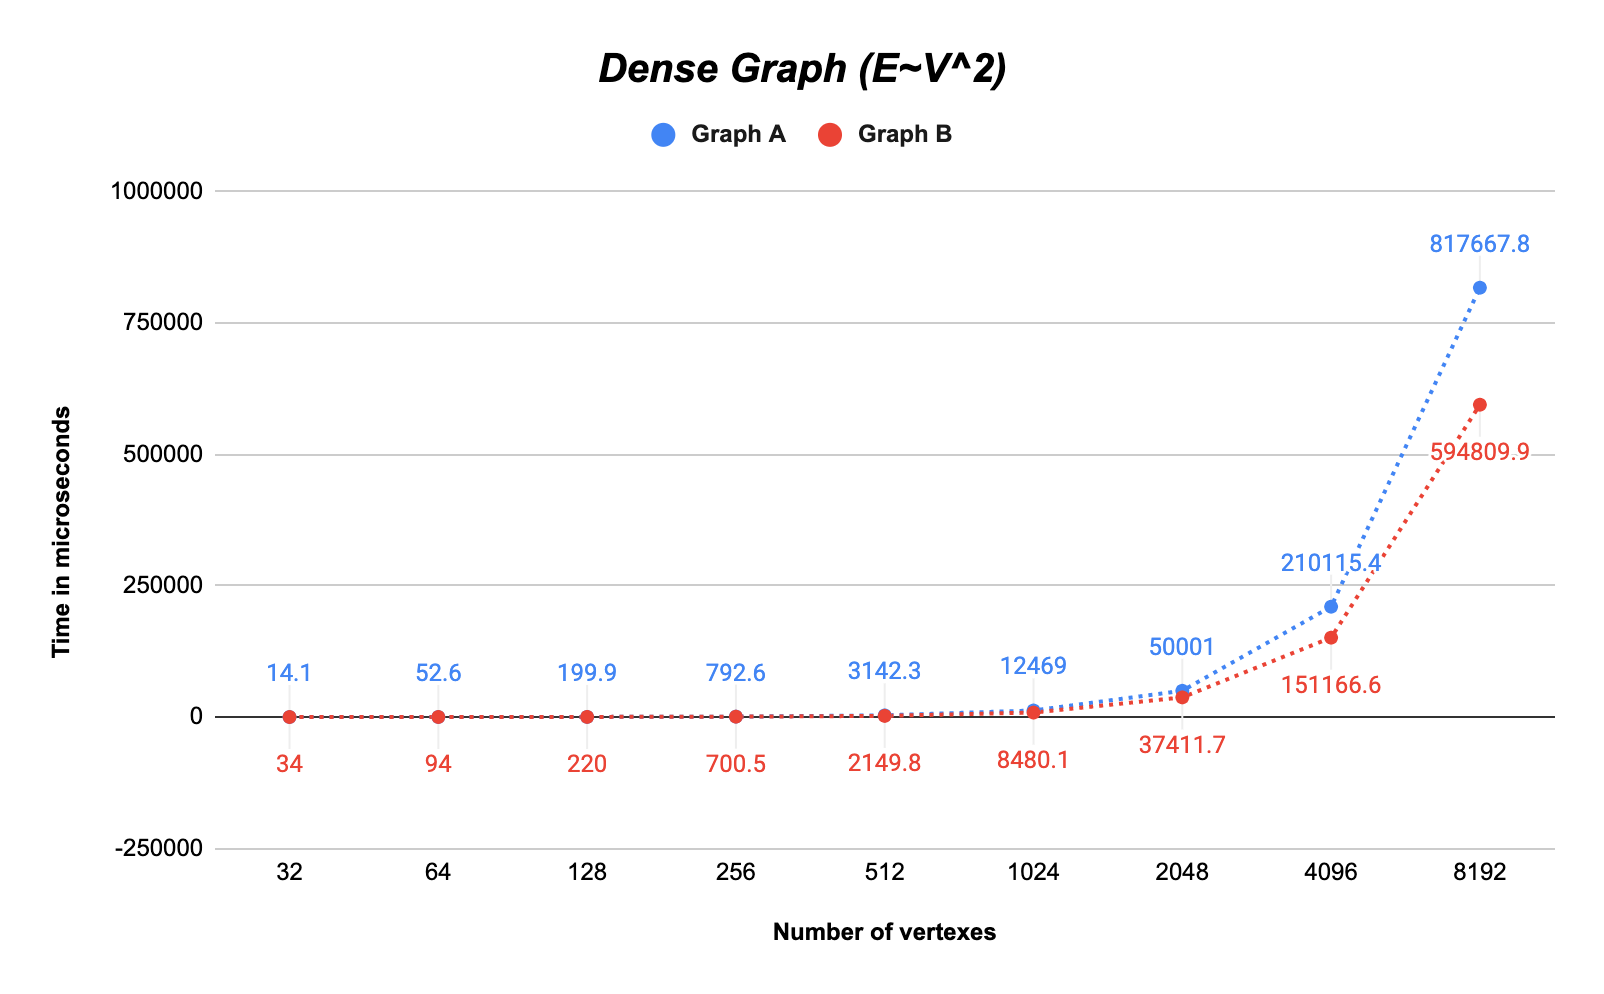 Dense Graph (E~V^2)
Graph A Graph B
1000000
750000
500000
250000
0
-250000
Time in microseconds
817667.8
594809.9
210115.4
50001
14.1 52.6 199.9 792.6 3142.3 12469
151166.6
34 94 220 700.5 2149.8 8480.1 37411.7
32 64 128 256 512 1024 2048 4096 8192
Number of vertexes